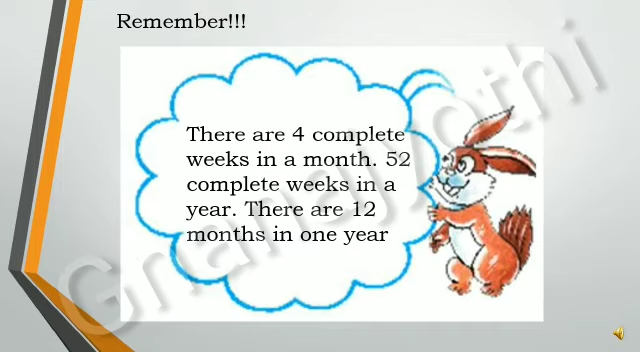 Remember!!!
There are 4 complete
weeks in a month. 52
complete weeks in a
year. There are 12
months in one year
Gnanajyothi